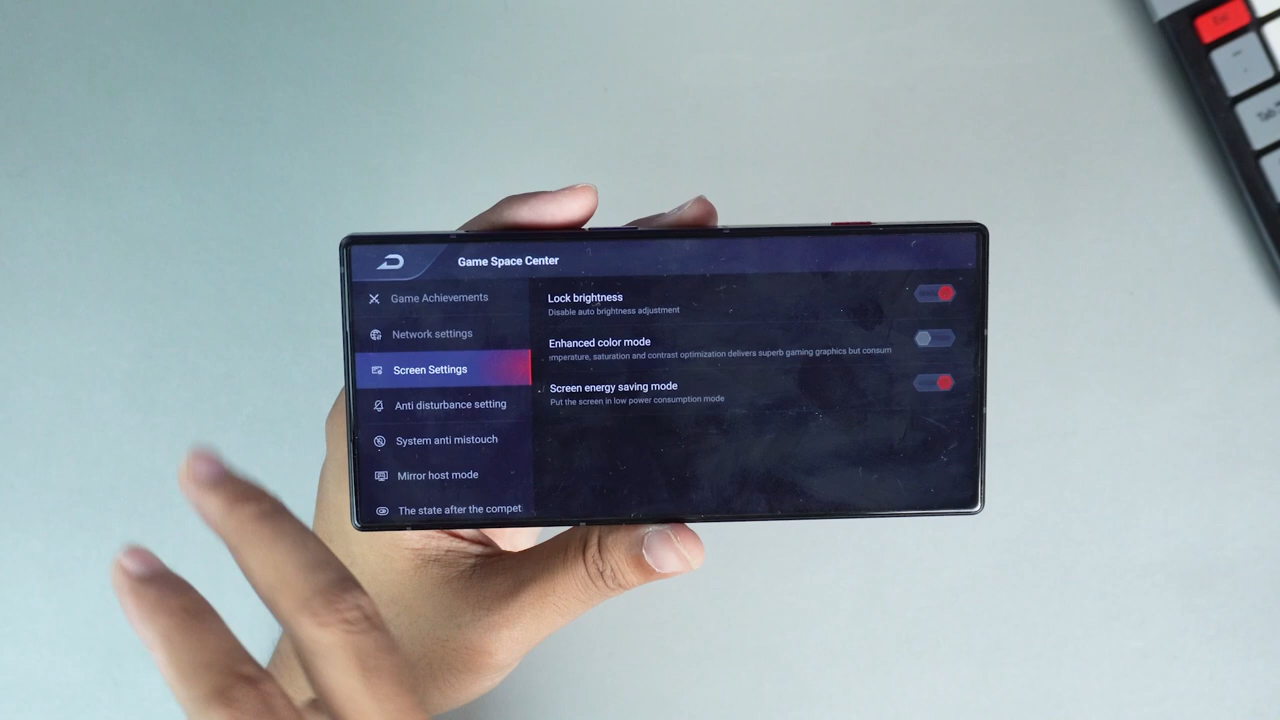 Game Space Center
Game Achievements
Network settings
Screen Settings
Anti disturbance setting
System anti mistouch
Mirror host mode
The state after the compet
Lock brightness
Disable auto brightness adjustment
Enhanced color mode
mperature, saturation and contrast optimization delivers superb gaming graphics but consum
Screen energy saving mode
Put the screen in low power consumption mode
Esc
Tab